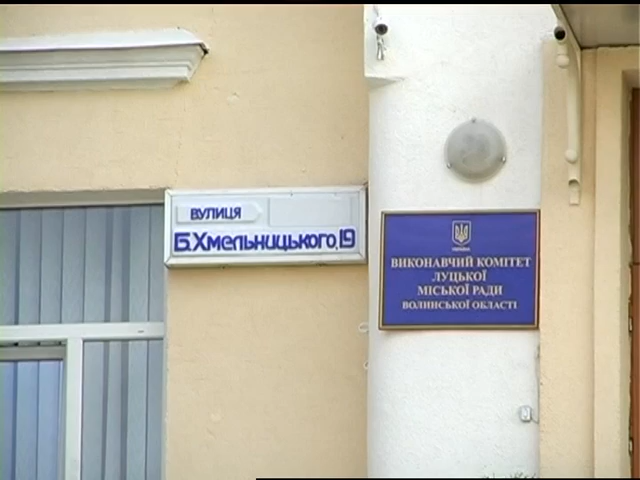 ВУЛИЦЯ
Б.Хмельницького,19
ВИКОНАВЧИЙ КОМІТЕТ
ЛУЦЬКОЇ
МІСЬКОЇ РАДИ
ВОЛИНСЬКОЇ ОБЛАСТІ